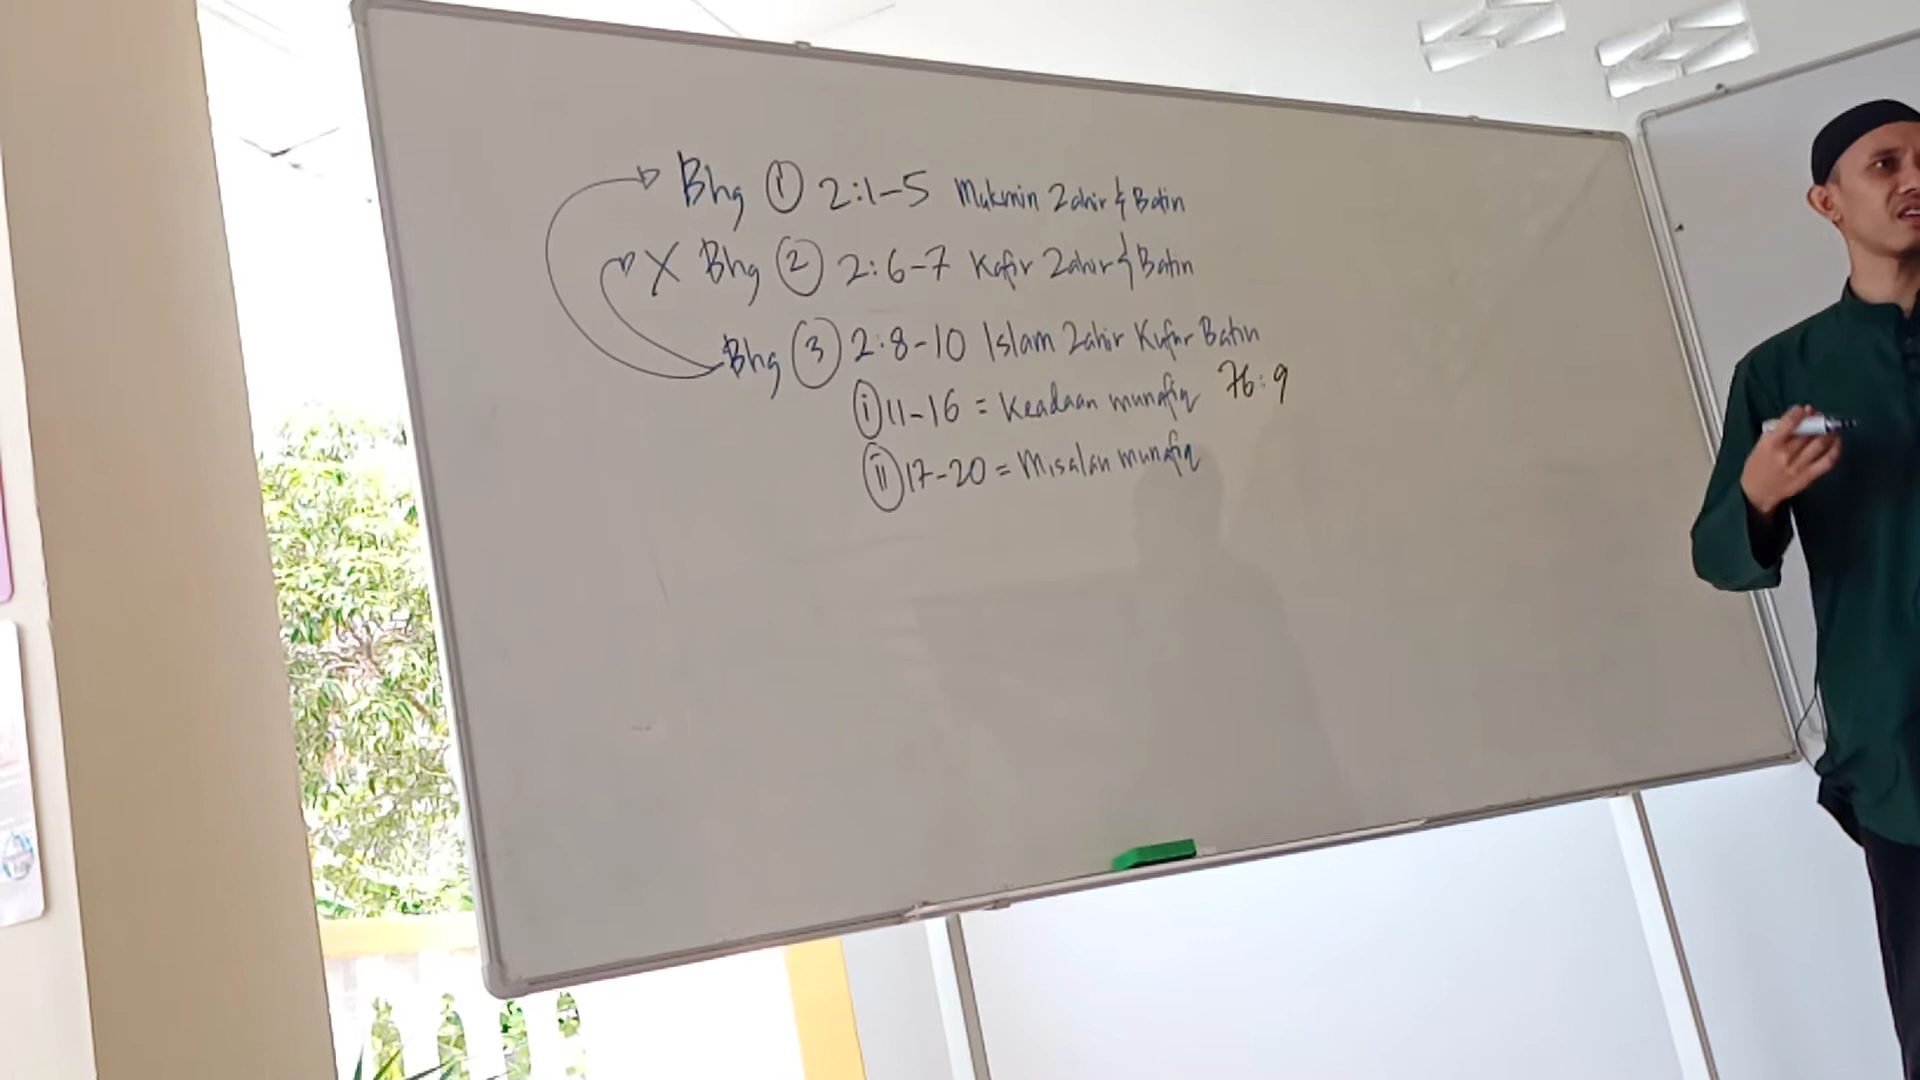 Bhg ① 2:1-5 Mukmin Zahir & Batin
X Bhg ② 2:6-7 Kafir Zahir & Batin
Bhg ③ 2:8-10 Islam Zahir Kufur Batin
ⓘ 11-16 = Keadaan munafiq 76:9
ⓘⓘ 17-20 = Misalan munafiq